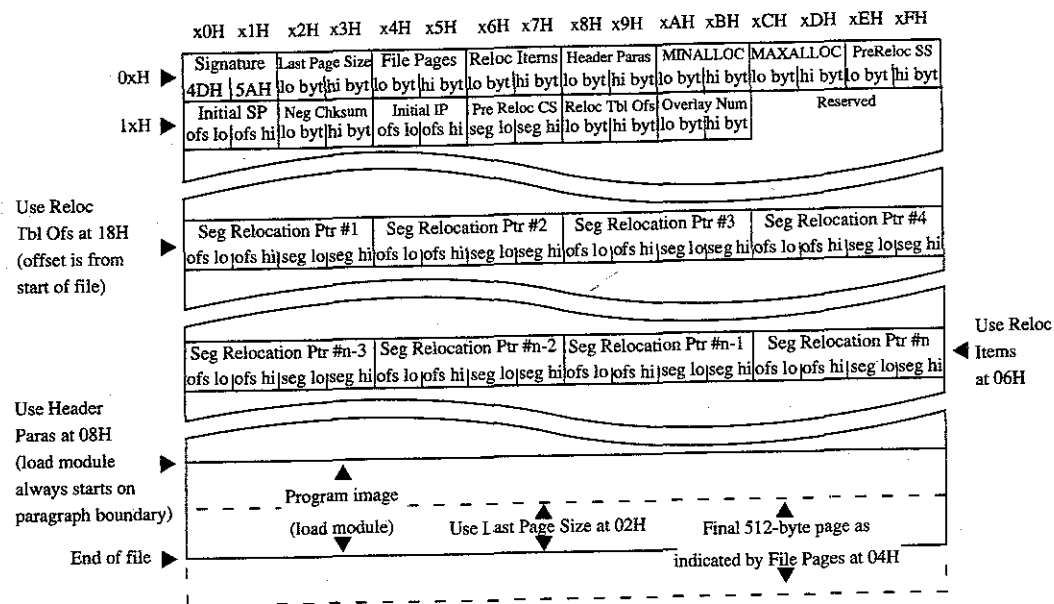 x0H x1H x2H x3H x4H x5H x6H x7H x8H x9H xAH xBH xCH xDH xEH xFH
Signature Last Page Size File Pages Reloc Items Header Paras MINALLOC MAXALLOC PreReloc SS
0xH
4DH 5AH lo byt hi byt lo byt hi byt lo byt hi byt lo byt hi byt lo byt hi byt lo byt hi byt lo byt hi byt
Initial SP Neg Chksum Initial IP Pre Reloc CS Reloc Tbl Ofs Overlay Num Reserved
1xH
ofs lo ofs hi lo byt hi byt ofs lo ofs hi seg lo seg hi lo byt hi byt lo byt hi byt
Use Reloc
Tbl Ofs at 18H
(offset is from
start of file)
Seg Relocation Ptr #1 Seg Relocation Ptr #2 Seg Relocation Ptr #3 Seg Relocation Ptr #4
ofs lo ofs hi seg lo seg hi ofs lo ofs hi seg lo seg hi ofs lo ofs hi seg lo seg hi ofs lo ofs hi seg lo seg hi
Seg Relocation Ptr #n-3 Seg Relocation Ptr #n-2 Seg Relocation Ptr #n-1 Seg Relocation Ptr #n
ofs lo ofs hi seg lo seg hi ofs lo ofs hi seg lo seg hi ofs lo ofs hi seg lo seg hi ofs lo ofs hi seg lo seg hi
Use Reloc
Items
at 06H
Use Header
Paras at 08H
(load module
always starts on
paragraph boundary)
Program image
(load module)
Use Last Page Size at 02H
Final 512-byte page as
indicated by File Pages at 04H
End of file